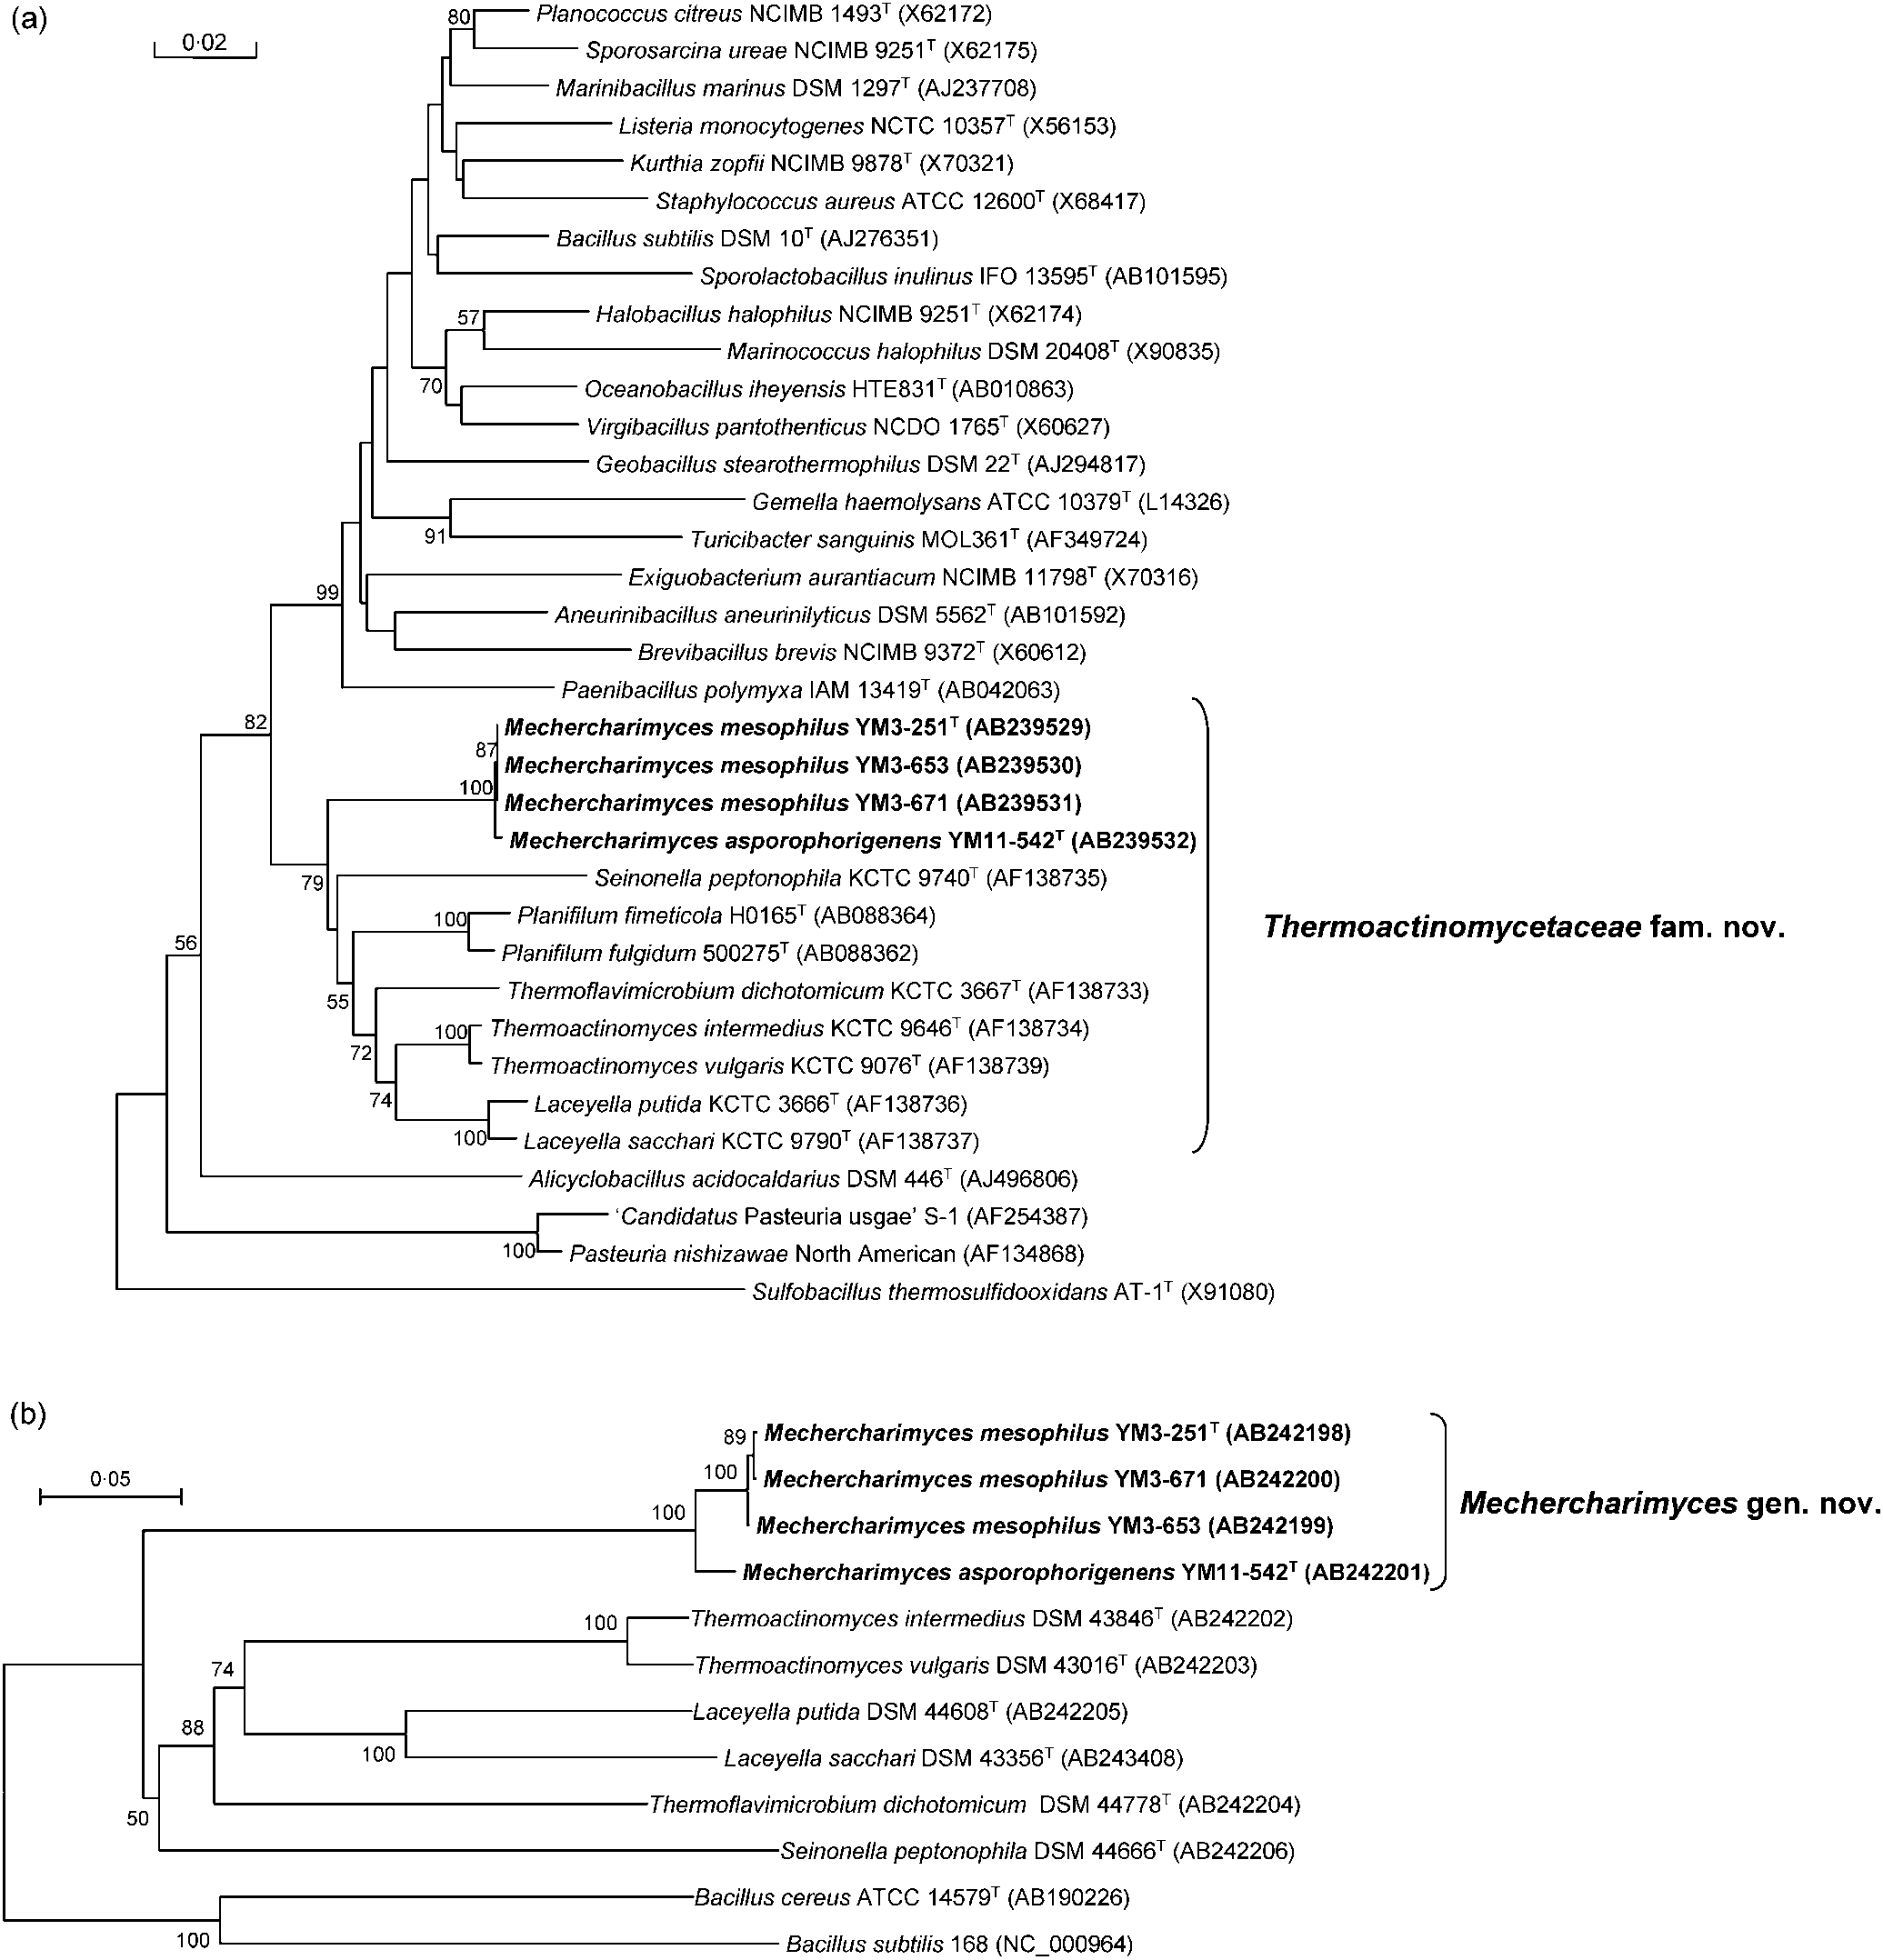 (a)
0·02
80
Planococcus citreus NCIMB 1493T (X62172)
Sporosarcina ureae NCIMB 9251T (X62175)
Marinibacillus marinus DSM 1297T (AJ237708)
Listeria monocytogenes NCTC 10357T (X56153)
Kurthia zopfii NCIMB 9878T (X70321)
Staphylococcus aureus ATCC 12600T (X68417)
Bacillus subtilis DSM 10T (AJ276351)
Sporolactobacillus inulinus IFO 13595T (AB101595)
57
Halobacillus halophilus NCIMB 9251T (X62174)
Marinococcus halophilus DSM 20408T (X90835)
70
Oceanobacillus iheyensis HTE831T (AB010863)
Virgibacillus pantothenticus NCDO 1765T (X60627)
Geobacillus stearothermophilus DSM 22T (AJ294817)
Gemella haemolysans ATCC 10379T (L14326)
91
Turicibacter sanguinis MOL361T (AF349724)
Exiguobacterium aurantiacum NCIMB 11798T (X70316)
99
Aneurinibacillus aneurinilyticus DSM 5562T (AB101592)
Brevibacillus brevis NCIMB 9372T (X60612)
Paenibacillus polymyxa IAM 13419T (AB042063)
82
Mechercharimyces mesophilus YM3-251T (AB239529)
87
Mechercharimyces mesophilus YM3-653 (AB239530)
100
Mechercharimyces mesophilus YM3-671 (AB239531)
Mechercharimyces asporophorigenens YM11-542T (AB239532)
79
Seinonella peptonophila KCTC 9740T (AF138735)
100
Planifilum fimeticola H0165T (AB088364)
Thermoactinomycetaceae fam. nov.
56
Planifilum fulgidum 500275T (AB088362)
55
Thermoflavimicrobium dichotomicum KCTC 3667T (AF138733)
100
Thermoactinomyces intermedius KCTC 9646T (AF138734)
72
Thermoactinomyces vulgaris KCTC 9076T (AF138739)
74
Laceyella putida KCTC 3666T (AF138736)
100
Laceyella sacchari KCTC 9790T (AF138737)
Alicyclobacillus acidocaldarius DSM 446T (AJ496806)
‘Candidatus Pasteuria usgae’ S-1 (AF254387)
100
Pasteuria nishizawae North American (AF134868)
Sulfobacillus thermosulfidooxidans AT-1T (X91080)
(b)
0·05
89
Mechercharimyces mesophilus YM3-251T (AB242198)
100
Mechercharimyces mesophilus YM3-671 (AB242200)
Mechercharimyces gen. nov.
100
Mechercharimyces mesophilus YM3-653 (AB242199)
Mechercharimyces asporophorigenens YM11-542T (AB242201)
100
Thermoactinomyces intermedius DSM 43846T (AB242202)
74
Thermoactinomyces vulgaris DSM 43016T (AB242203)
88
Laceyella putida DSM 44608T (AB242205)
100
Laceyella sacchari DSM 43356T (AB243408)
50
Thermoflavimicrobium dichotomicum DSM 44778T (AB242204)
Seinonella peptonophila DSM 44666T (AB242206)
Bacillus cereus ATCC 14579T (AB190226)
100
Bacillus subtilis 168 (NC_000964)